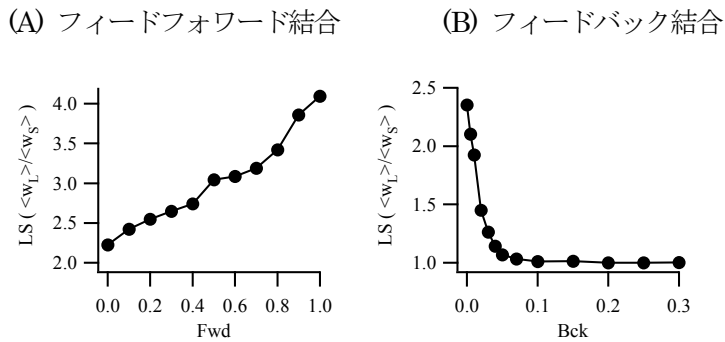 (A) フィードフォワード結合
LS ( <w_L>/<w_S> )
4.0
3.5
3.0
2.5
2.0
0.0 0.2 0.4 0.6 0.8 1.0
Fwd
(B) フィードバック結合
LS ( <w_L>/<w_S> )
2.5
2.0
1.5
1.0
0.0 0.1 0.2 0.3
Bck